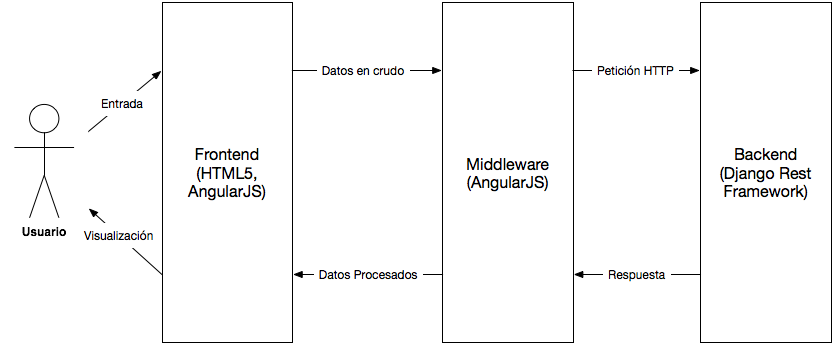 Entrada
Usuario
Visualización
Frontend
(HTML5,
AngularJS)
Datos en crudo
Datos Procesados
Middleware
(AngularJS)
Petición HTTP
Respuesta
Backend
(Django Rest
Framework)